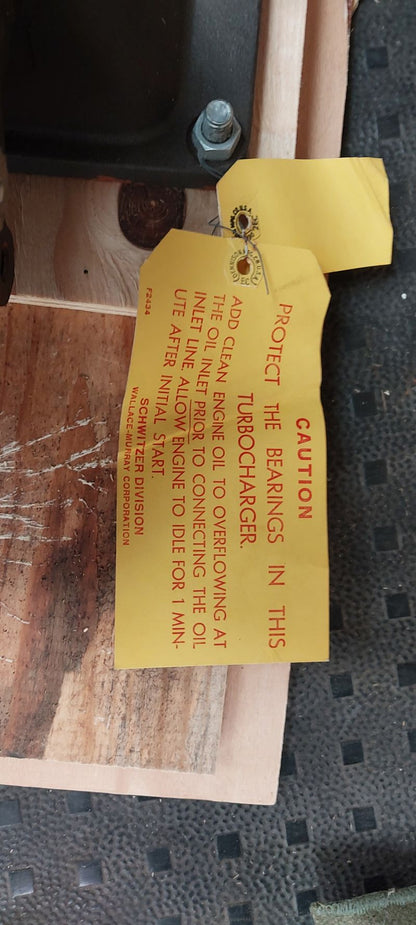 CAUTION
PROTECT THE BEARINGS IN THIS
TURBOCHARGER.
ADD CLEAN ENGINE OIL TO OVERFLOWING AT
THE OIL INLET PRIOR TO CONNECTING THE OIL
INLET LINE. ALLOW ENGINE TO IDLE FOR 1 MIN-
UTE AFTER INITIAL START.
SCHWITZER DIVISION
WALLACE-MURRAY CORPORATION
F2434